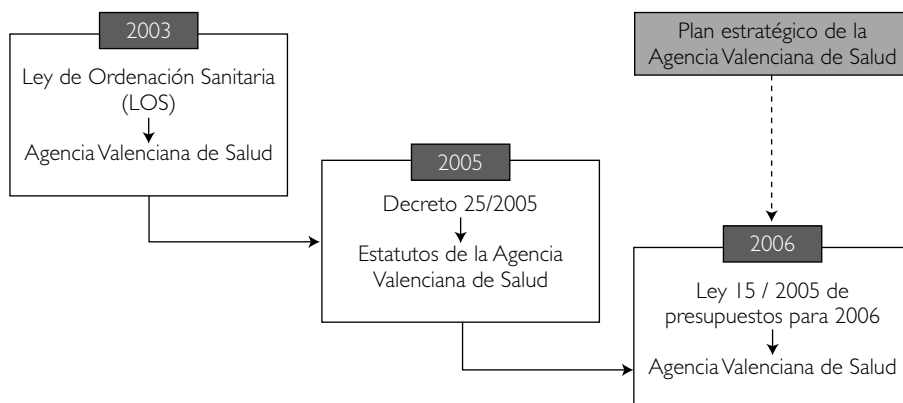 2003
Ley de Ordenación Sanitaria
(LOS)
Agencia Valenciana de Salud
2005
Decreto 25/2005
Estatutos de la Agencia
Valenciana de Salud
Plan estratégico de la
Agencia Valenciana de Salud
2006
Ley 15 / 2005 de
presupuestos para 2006
Agencia Valenciana de Salud